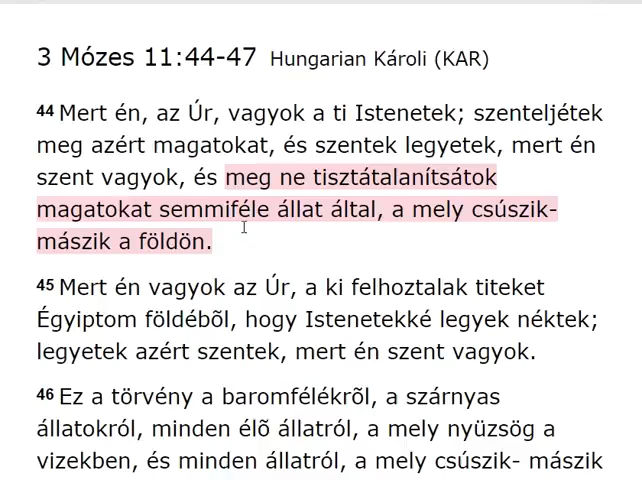 3 Mózes 11:44-47 Hungarian Károli (KAR)
44 Mert én, az Úr, vagyok a ti Istenetek; szenteljétek
meg azért magatokat, és szentek legyetek, mert én
szent vagyok, és meg ne tisztátalanítsátok
magatokat semmiféle állat által, a mely csúszik-
mászik a földön.
45 Mert én vagyok az Úr, a ki felhoztalak titeket
Égyiptom földébõl, hogy Istenetekké legyek néktek;
legyetek azért szentek, mert én szent vagyok.
46 Ez a törvény a baromfélékrõl, a szárnyas
állatokról, minden élõ állatról, a mely nyüzsög a
vizekben, és minden állatról, a mely csúszik- mászik